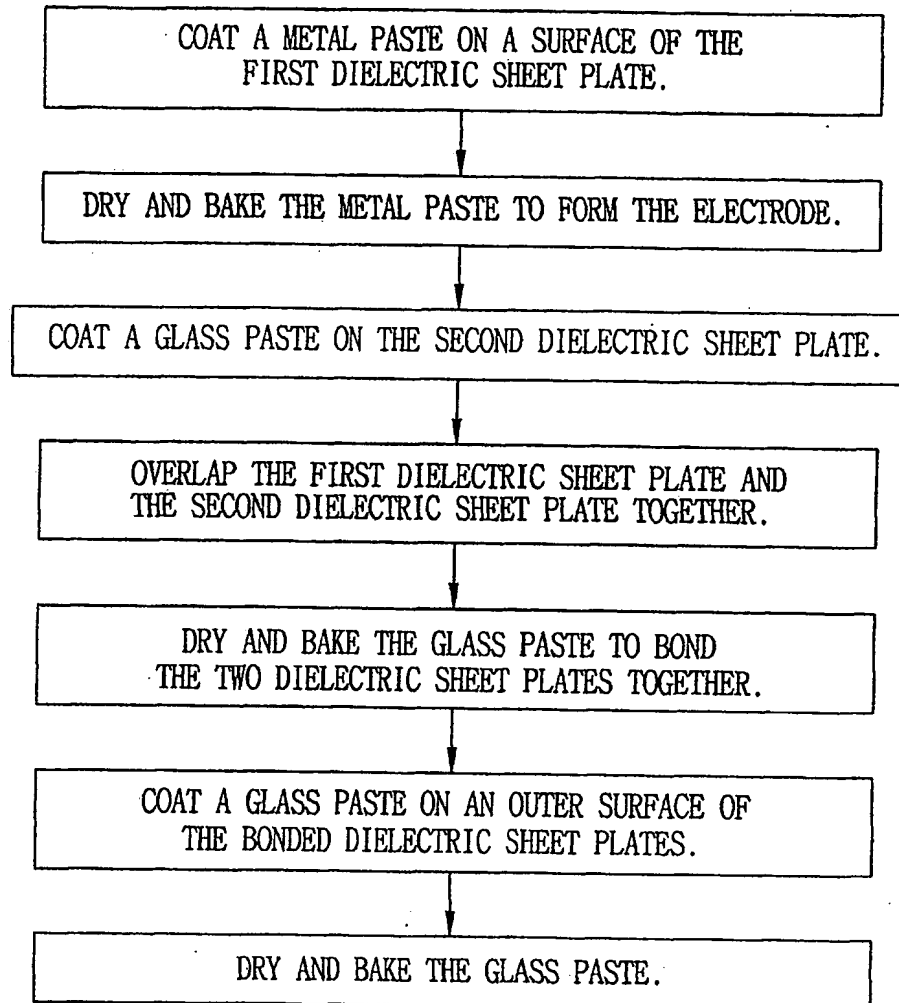 COAT A METAL PASTE ON A SURFACE OF THE
FIRST DIELECTRIC SHEET PLATE.
DRY AND BAKE THE METAL PASTE TO FORM THE ELECTRODE.
COAT A GLASS PASTE ON THE SECOND DIELECTRIC SHEET PLATE.
OVERLAP THE FIRST DIELECTRIC SHEET PLATE AND
THE SECOND DIELECTRIC SHEET PLATE TOGETHER.
DRY AND BAKE THE GLASS PASTE TO BOND
THE TWO DIELECTRIC SHEET PLATES TOGETHER.
COAT A GLASS PASTE ON AN OUTER SURFACE OF
THE BONDED DIELECTRIC SHEET PLATES.
DRY AND BAKE THE GLASS PASTE.